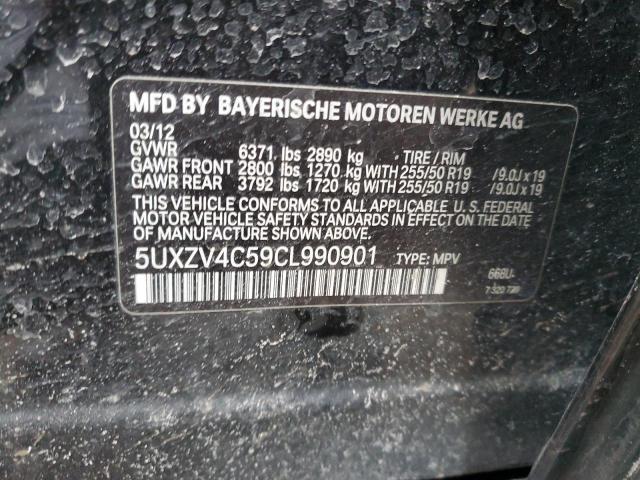 MFD BY BAYERISCHE MOTOREN WERKE AG
03/12
GVWR 6371 lbs 2890 kg TIRE / RIM
GAWR FRONT 2800 lbs 1270 kg WITH 255/50 R19 /9.0J x 19
GAWR REAR 3792 lbs 1720 kg WITH 255/50 R19 /9.0J x 19
THIS VEHICLE CONFORMS TO ALL APPLICABLE U. S. FEDERAL
MOTOR VEHICLE SAFETY STANDARDS IN EFFECT ON THE DATE
OF MANUFACTURE SHOWN ABOVE.
5UXZV4C59CL990901 TYPE: MPV
668U-